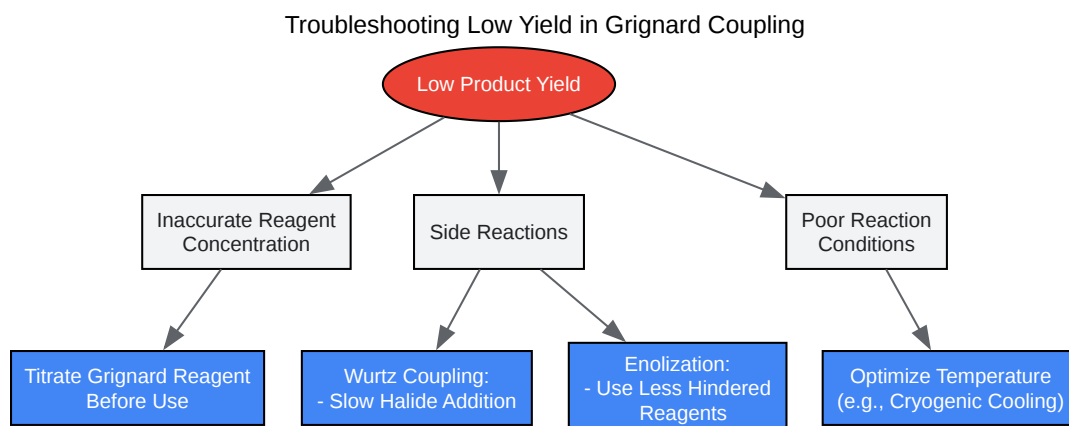 Troubleshooting Low Yield in Grignard Coupling
Low Product Yield
Inaccurate Reagent
Concentration
Side Reactions
Poor Reaction
Conditions
Titrate Grignard Reagent
Before Use
Wurtz Coupling:
- Slow Halide Addition
Enolization:
- Use Less Hindered
Reagents
Optimize Temperature
(e.g., Cryogenic Cooling)